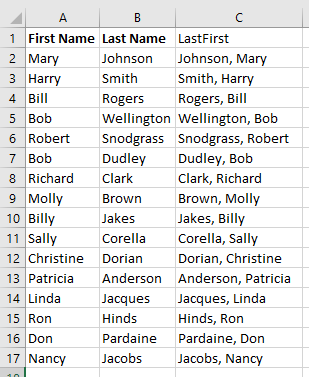 A B C
1 First Name Last Name LastFirst
2 Mary Johnson Johnson, Mary
3 Harry Smith Smith, Harry
4 Bill Rogers Rogers, Bill
5 Bob Wellington Wellington, Bob
6 Robert Snodgrass Snodgrass, Robert
7 Bob Dudley Dudley, Bob
8 Richard Clark Clark, Richard
9 Molly Brown Brown, Molly
10 Billy Jakes Jakes, Billy
11 Sally Corella Corella, Sally
12 Christine Dorian Dorian, Christine
13 Patricia Anderson Anderson, Patricia
14 Linda Jacques Jacques, Linda
15 Ron Hinds Hinds, Ron
16 Don Pardaine Pardaine, Don
17 Nancy Jacobs Jacobs, Nancy